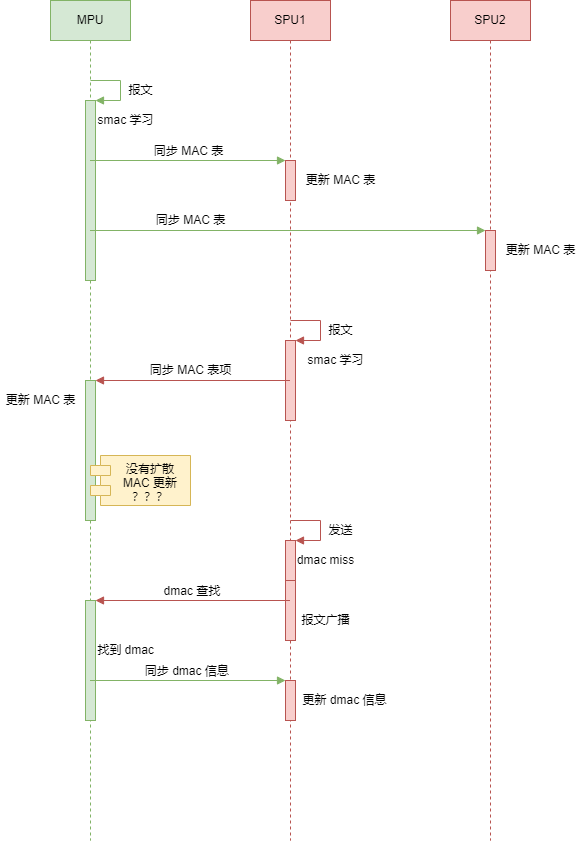 MPU
SPU1
SPU2
报文
smac 学习
同步 MAC 表
更新 MAC 表
同步 MAC 表
更新 MAC 表
报文
smac 学习
同步 MAC 表项
更新 MAC 表
没有扩散
MAC 更新
？？？
发送
dmac miss
dmac 查找
报文广播
找到 dmac
同步 dmac 信息
更新 dmac 信息